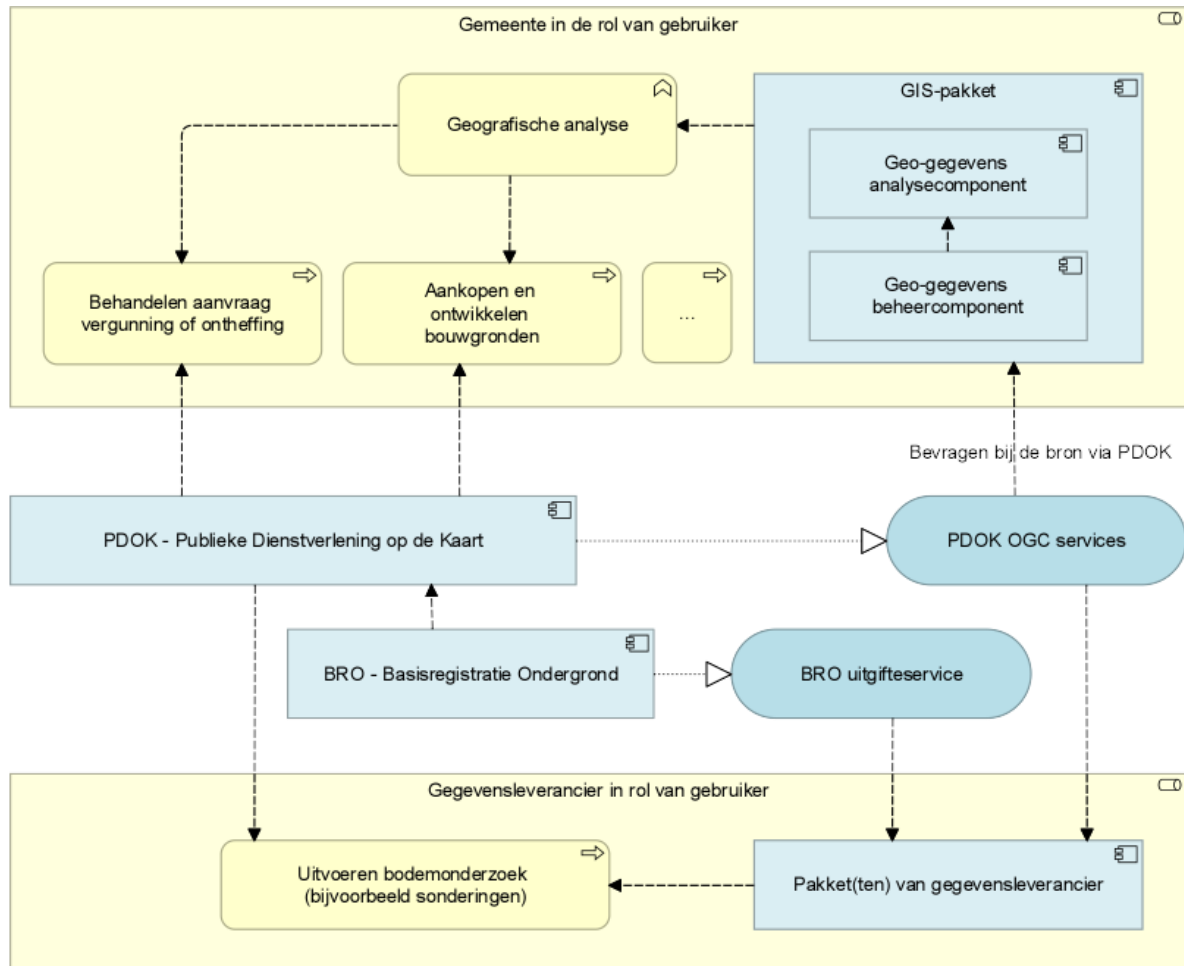 Gemeente in de rol van gebruiker
Geografische analyse
GIS-pakket
Geo-gegevens
analysecomponent
Geo-gegevens
beheercomponent
Behandelen aanvraag
vergunning of ontheffing
Aankopen en
ontwikkelen
bouwgronden
...
Bevragen bij de bron via PDOK
PDOK - Publieke Dienstverlening op de Kaart
PDOK OGC services
BRO - Basisregistratie Ondergrond
BRO uitgifteservice
Gegevensleverancier in rol van gebruiker
Uitvoeren bodemonderzoek
(bijvoorbeeld sonderingen)
Pakket(ten) van gegevensleverancier